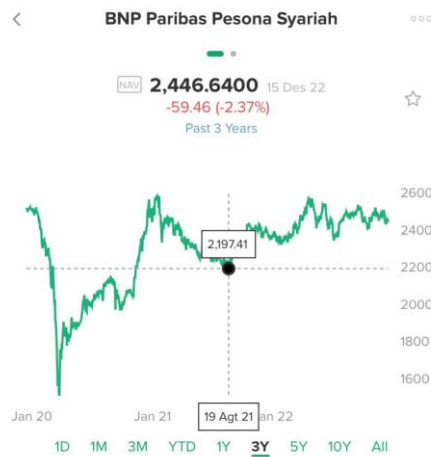 BNP Paribas Pesona Syariah
NAV 2,446.6400 15 Des 22
-59.46 (-2.37%)
Past 3 Years
2600
2,197.41
2400
2200
2000
1800
1600
Jan 20 Jan 21 19 Agt 21 an 22
1D 1M 3M YTD 1Y 3Y 5Y 10Y All